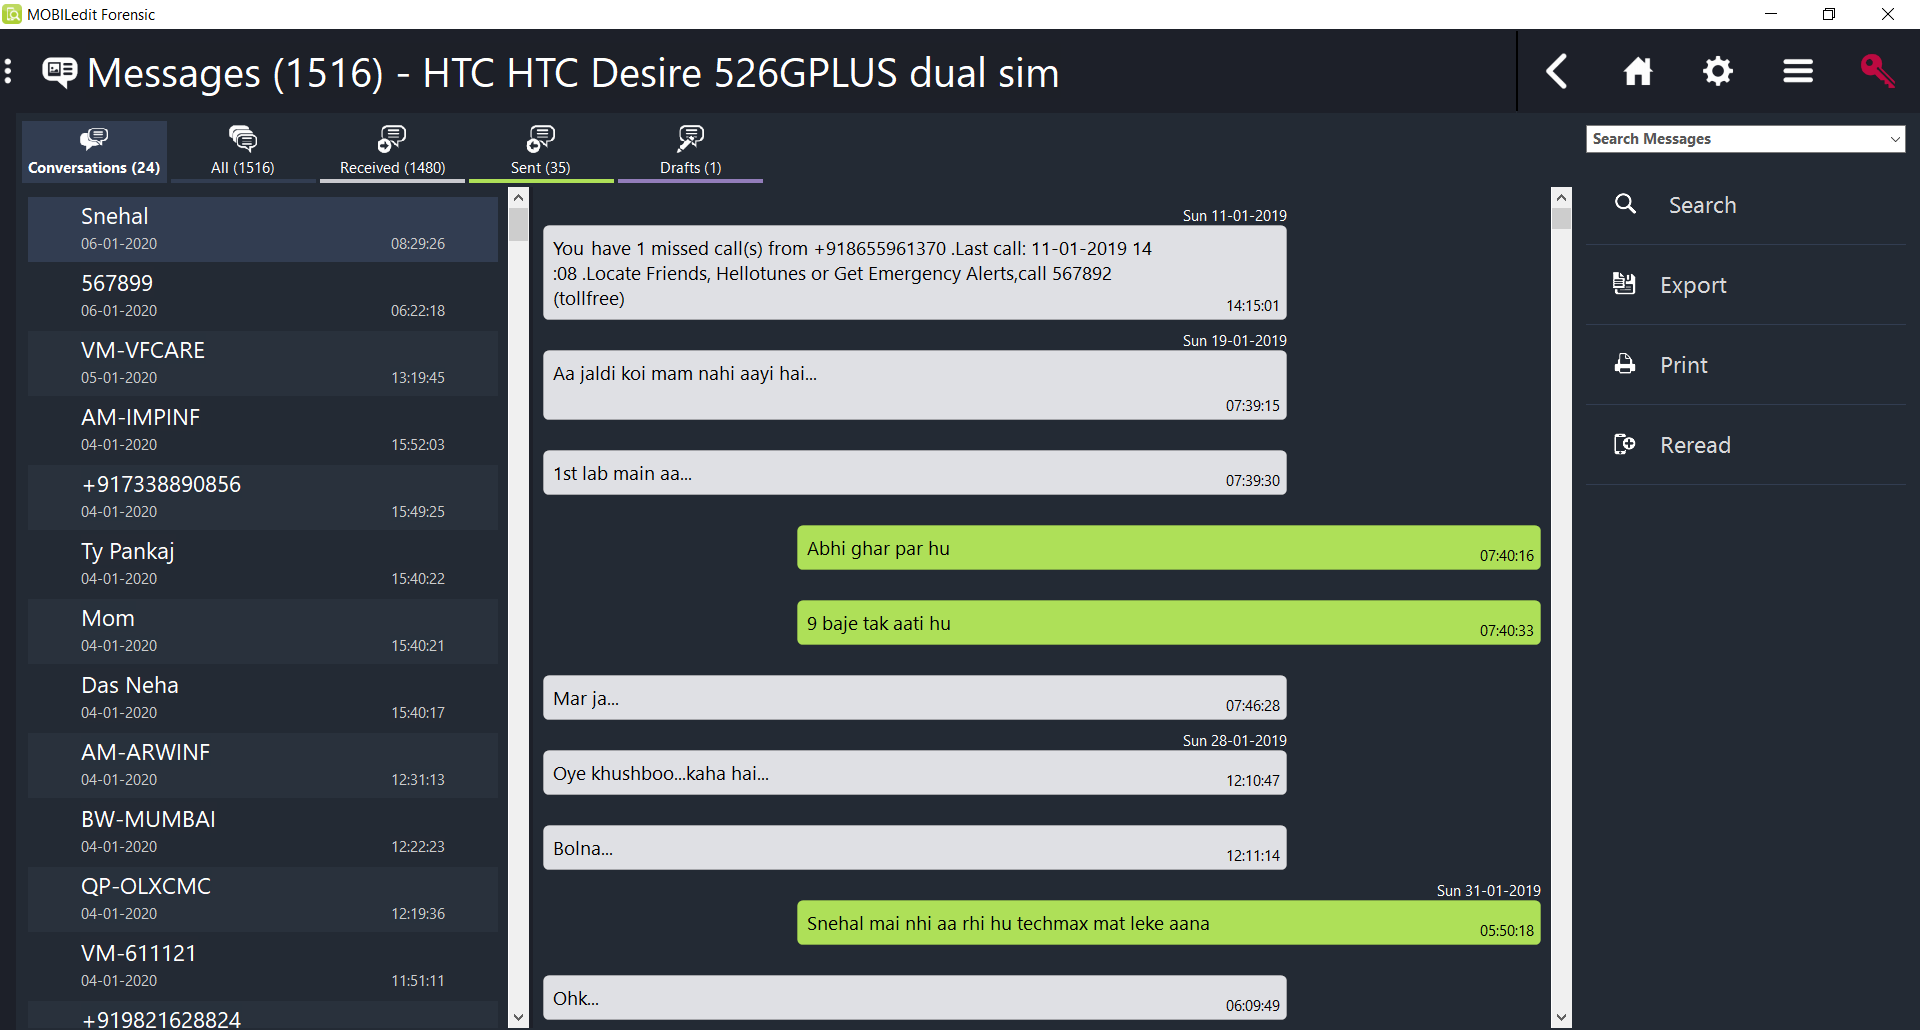 MOBILedit Forensic
Messages (1516) - HTC HTC Desire 526GPLUS dual sim
Conversations (24)
All (1516)
Received (1480)
Sent (35)
Drafts (1)
Snehal
06-01-2020 08:29:26
567899
06-01-2020 06:22:18
VM-VFCARE
05-01-2020 13:19:45
AM-IMPINF
04-01-2020 15:52:03
+917338890856
04-01-2020 15:49:25
Ty Pankaj
04-01-2020 15:40:22
Mom
04-01-2020 15:40:21
Das Neha
04-01-2020 15:40:17
AM-ARWINF
04-01-2020 12:31:13
BW-MUMBAI
04-01-2020 12:22:23
QP-OLXCMC
04-01-2020 12:19:36
VM-611121
04-01-2020 11:51:11
+919821628824
Sun 11-01-2019
You have 1 missed call(s) from +918655961370 .Last call: 11-01-2019 14
:08 .Locate Friends, Hellotunes or Get Emergency Alerts,call 567892
(tollfree)
14:15:01
Sun 19-01-2019
Aa jaldi koi mam nahi aayi hai...
07:39:15
1st lab main aa...
07:39:30
Abhi ghar par hu
07:40:16
9 baje tak aati hu
07:40:33
Mar ja...
07:46:28
Sun 28-01-2019
Oye khushboo...kaha hai...
12:10:47
Bolna...
12:11:14
Sun 31-01-2019
Snehal mai nhi aa rhi hu techmax mat leke aana
05:50:18
Ohk...
06:09:49
Search Messages
Search
Export
Print
Reread